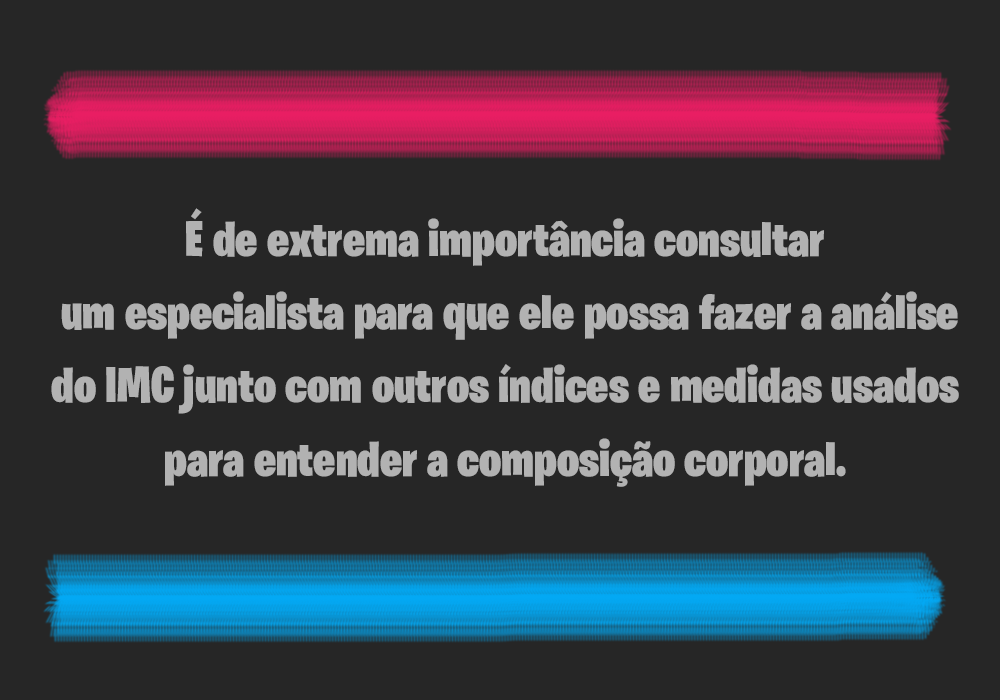 É de extrema importância consultar
um especialista para que ele possa fazer a análise
do IMC junto com outros índices e medidas usados
para entender a composição corporal.